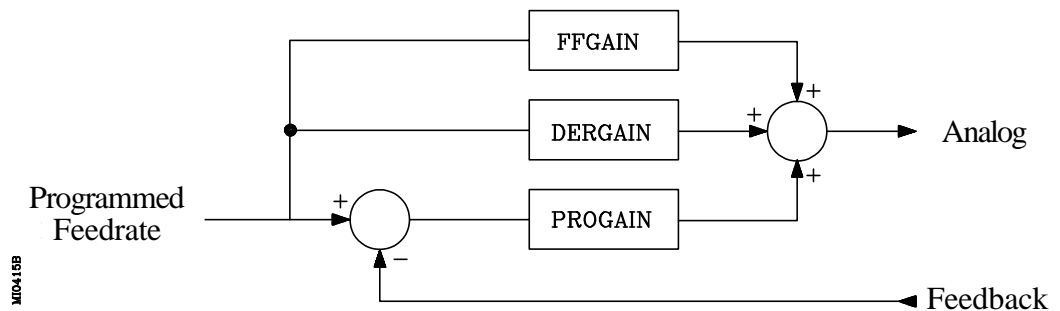 FFGAIN
+
+
DERGAIN
Analog
+
Programmed
Feedrate
+
PROGAIN
−
Feedback
MI0415B